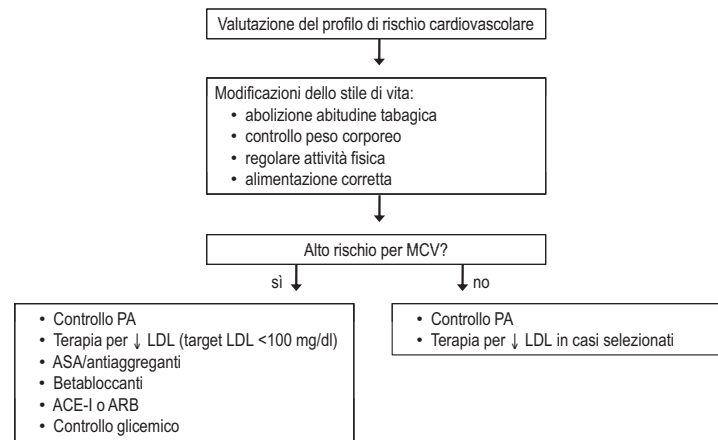 Valutazione del profilo di rischio cardiovascolare
Modificazioni dello stile di vita:
• abolizione abitudine tabagica
• controllo peso corporeo
• regolare attività fisica
• alimentazione corretta
Alto rischio per MCV?
sì
no
• Controllo PA
• Terapia per ↓ LDL (target LDL <100 mg/dl)
• ASA/antiaggreganti
• Betabloccanti
• ACE-I o ARB
• Controllo glicemico
• Controllo PA
• Terapia per ↓ LDL in casi selezionati